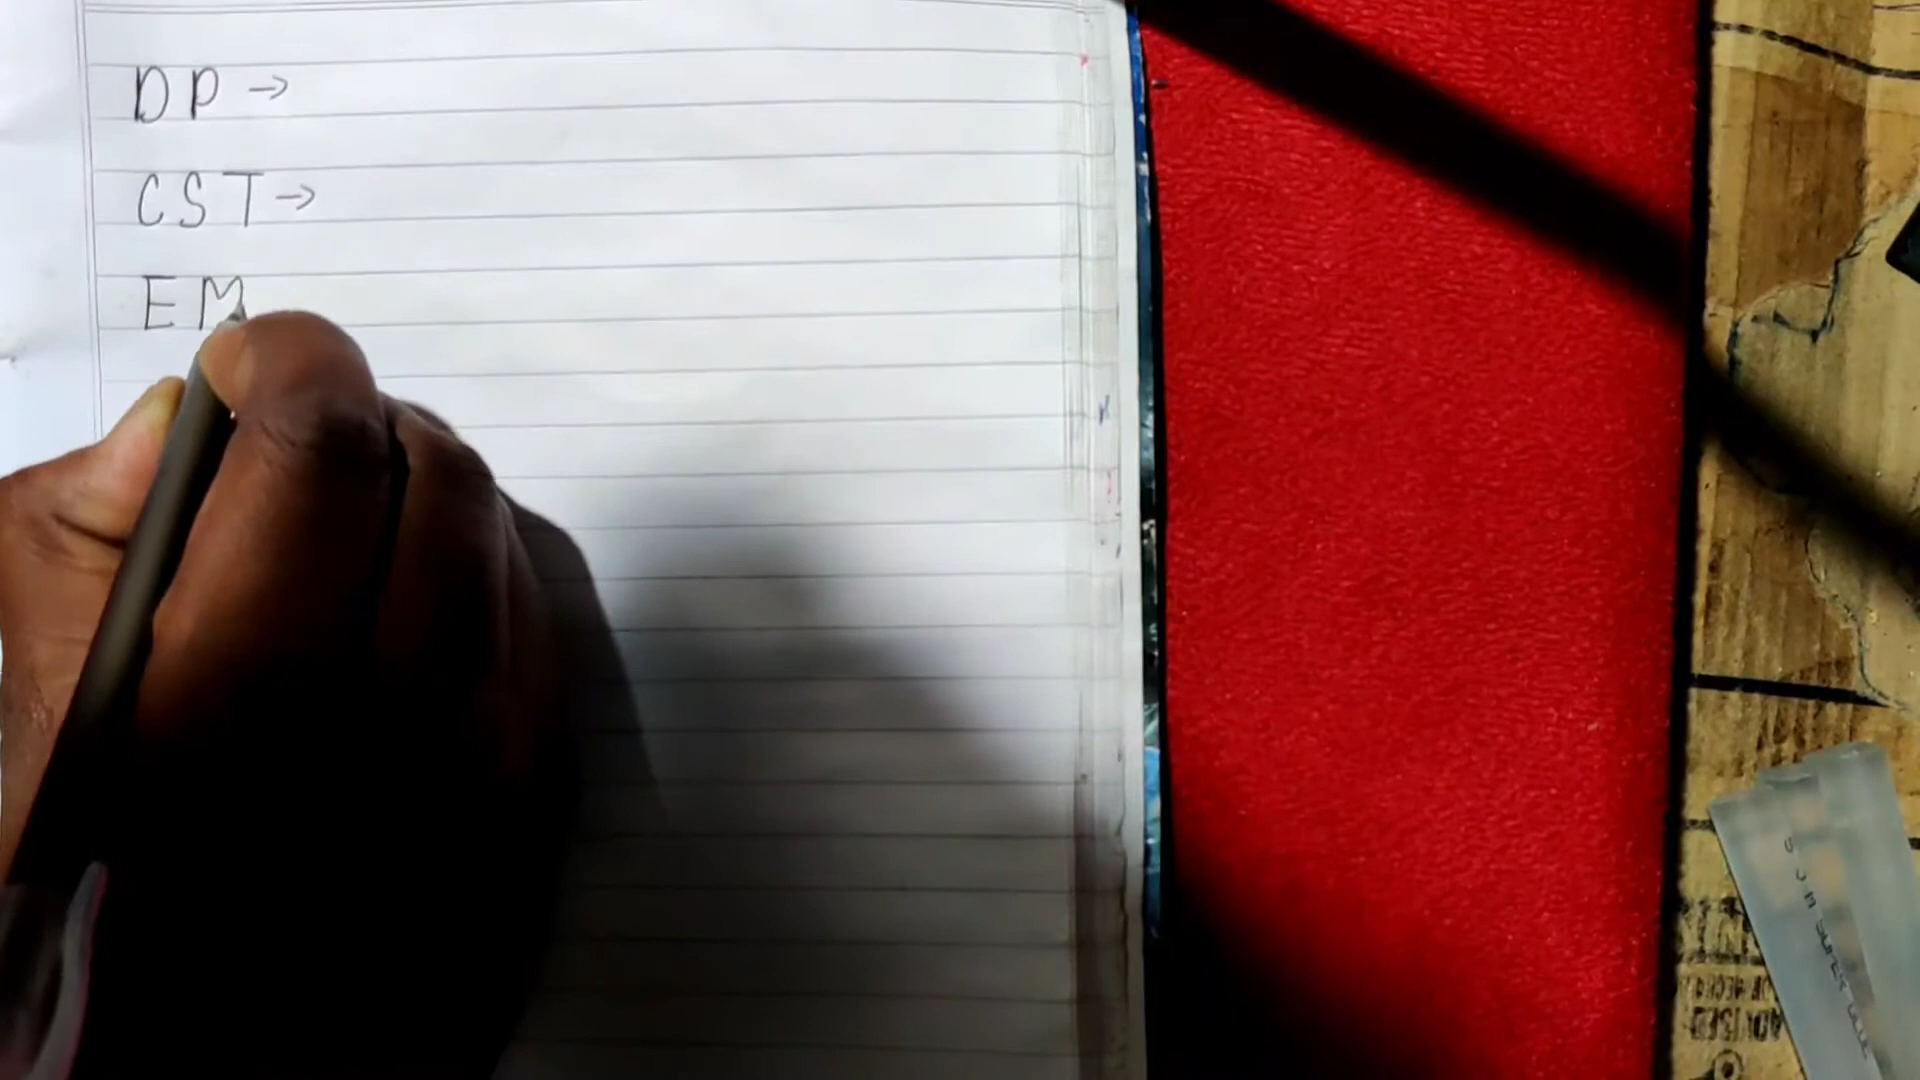 DP →
CST →
EM